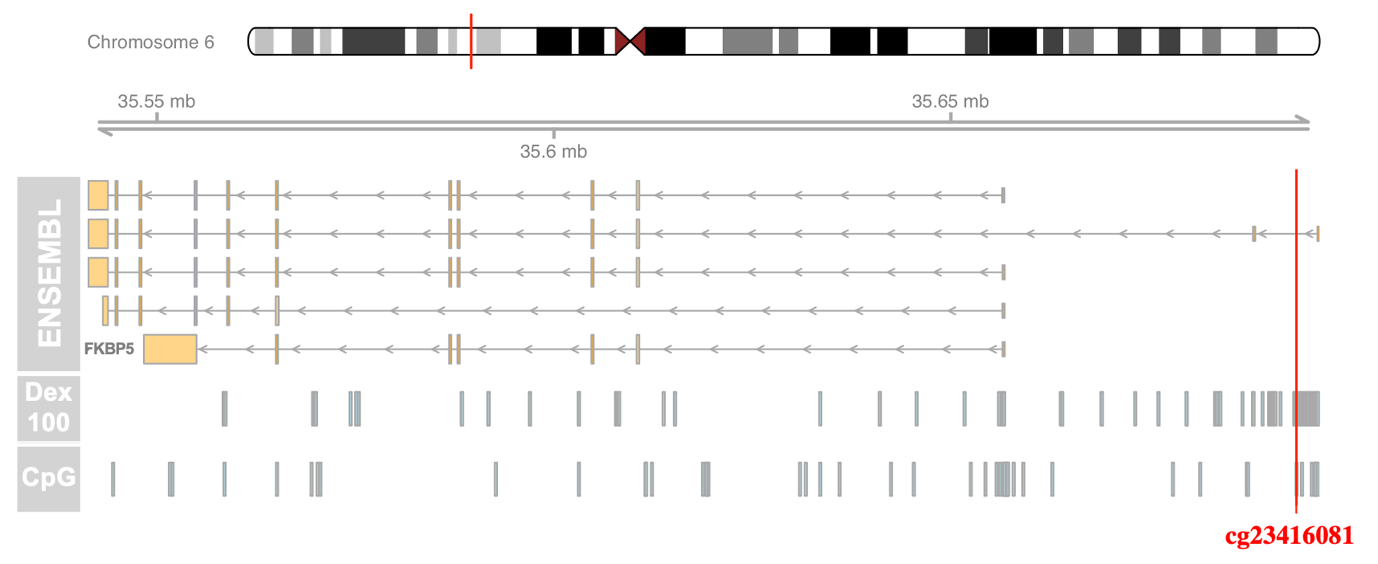 Chromosome 6
35.55 mb
35.65 mb
35.6 mb
ENSEMBL
FKBP5
Dex
100
CpG
cg23416081